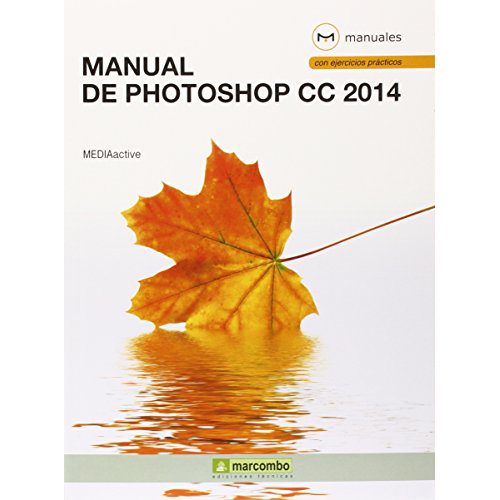 manuales
con ejercicios prácticos
MANUAL
DE PHOTOSHOP CC 2014
MEDIAactive
marcombo
ediciones técnicas